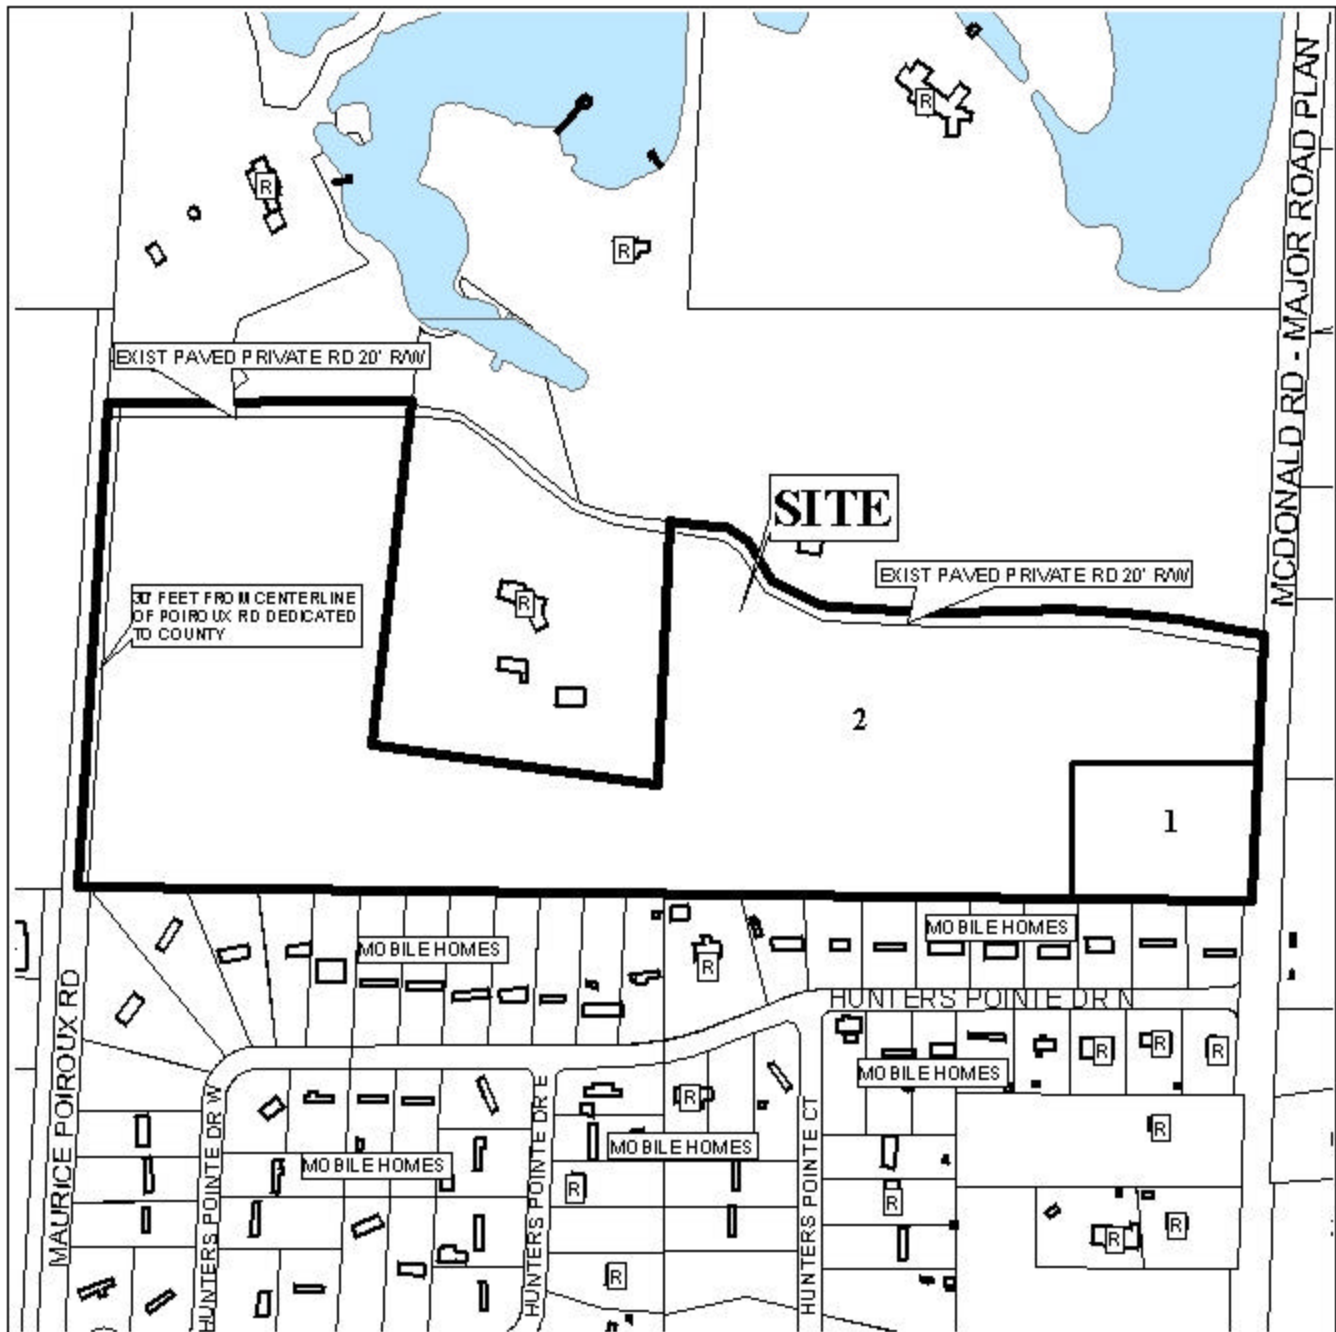 R
R
R
MCDONALD RD - MAJOR ROAD PLAN
EXIST PAVED PRIVATE RD 20' R/W
SITE
EXIST PAVED PRIVATE RD 20' R/W
30' FEET FROM CENTERLINE
OF POIROUX RD DEDICATED
TO COUNTY
R
2
1
MOBILE HOMES
MOBILE HOMES
R
HUNTERS POINTE DR N
MAURICE POIROUX RD
R
R
R
MOBILE HOMES
R
HUNTERS POINTE DR W
HUNTERS POINTE DR E
HUNTERS POINTE CT
MOBILE HOMES
MOBILE HOMES
R
R
R
R
R
R